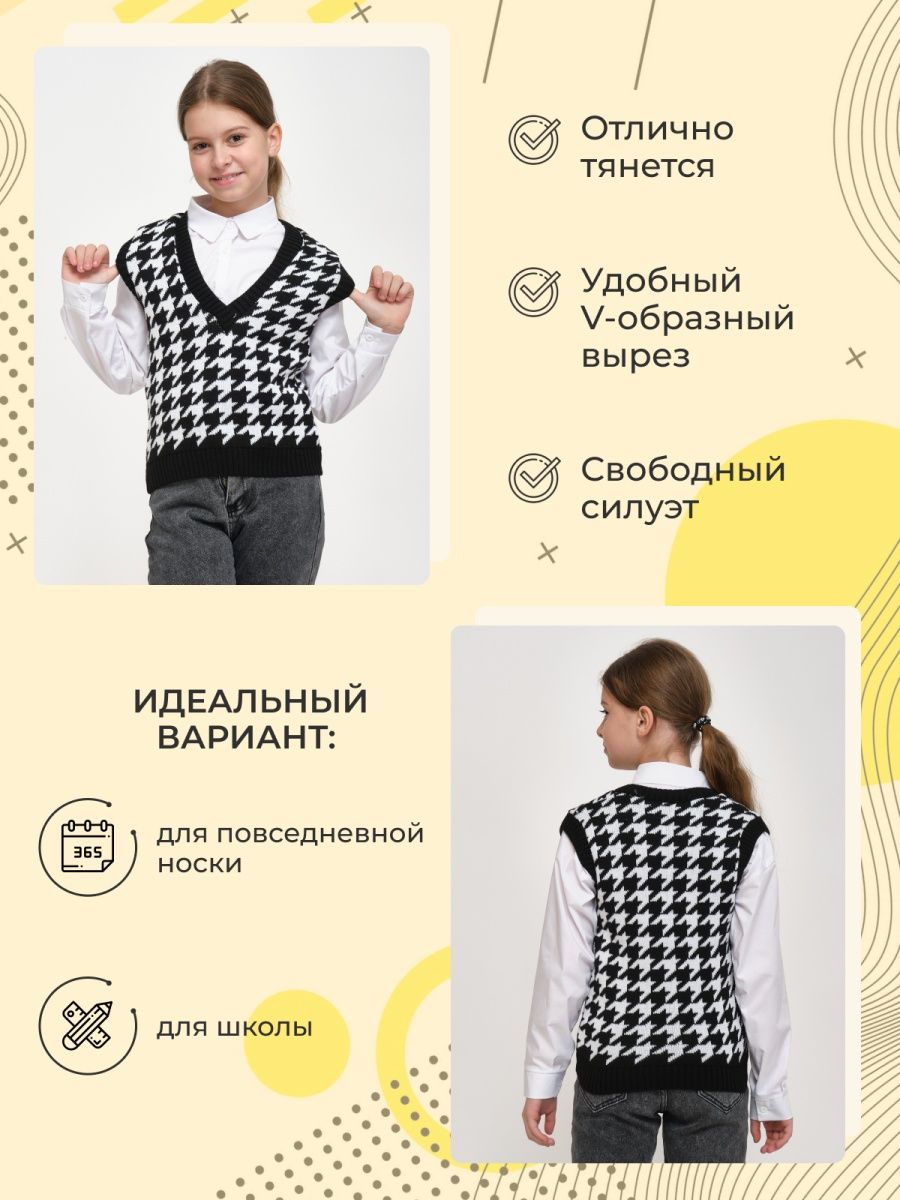 Отлично
тянется
Удобный
V-образный
вырез
Свободный
силуэт
ИДЕАЛЬНЫЙ
ВАРИАНТ:
365
для повседневной
носки
для школы